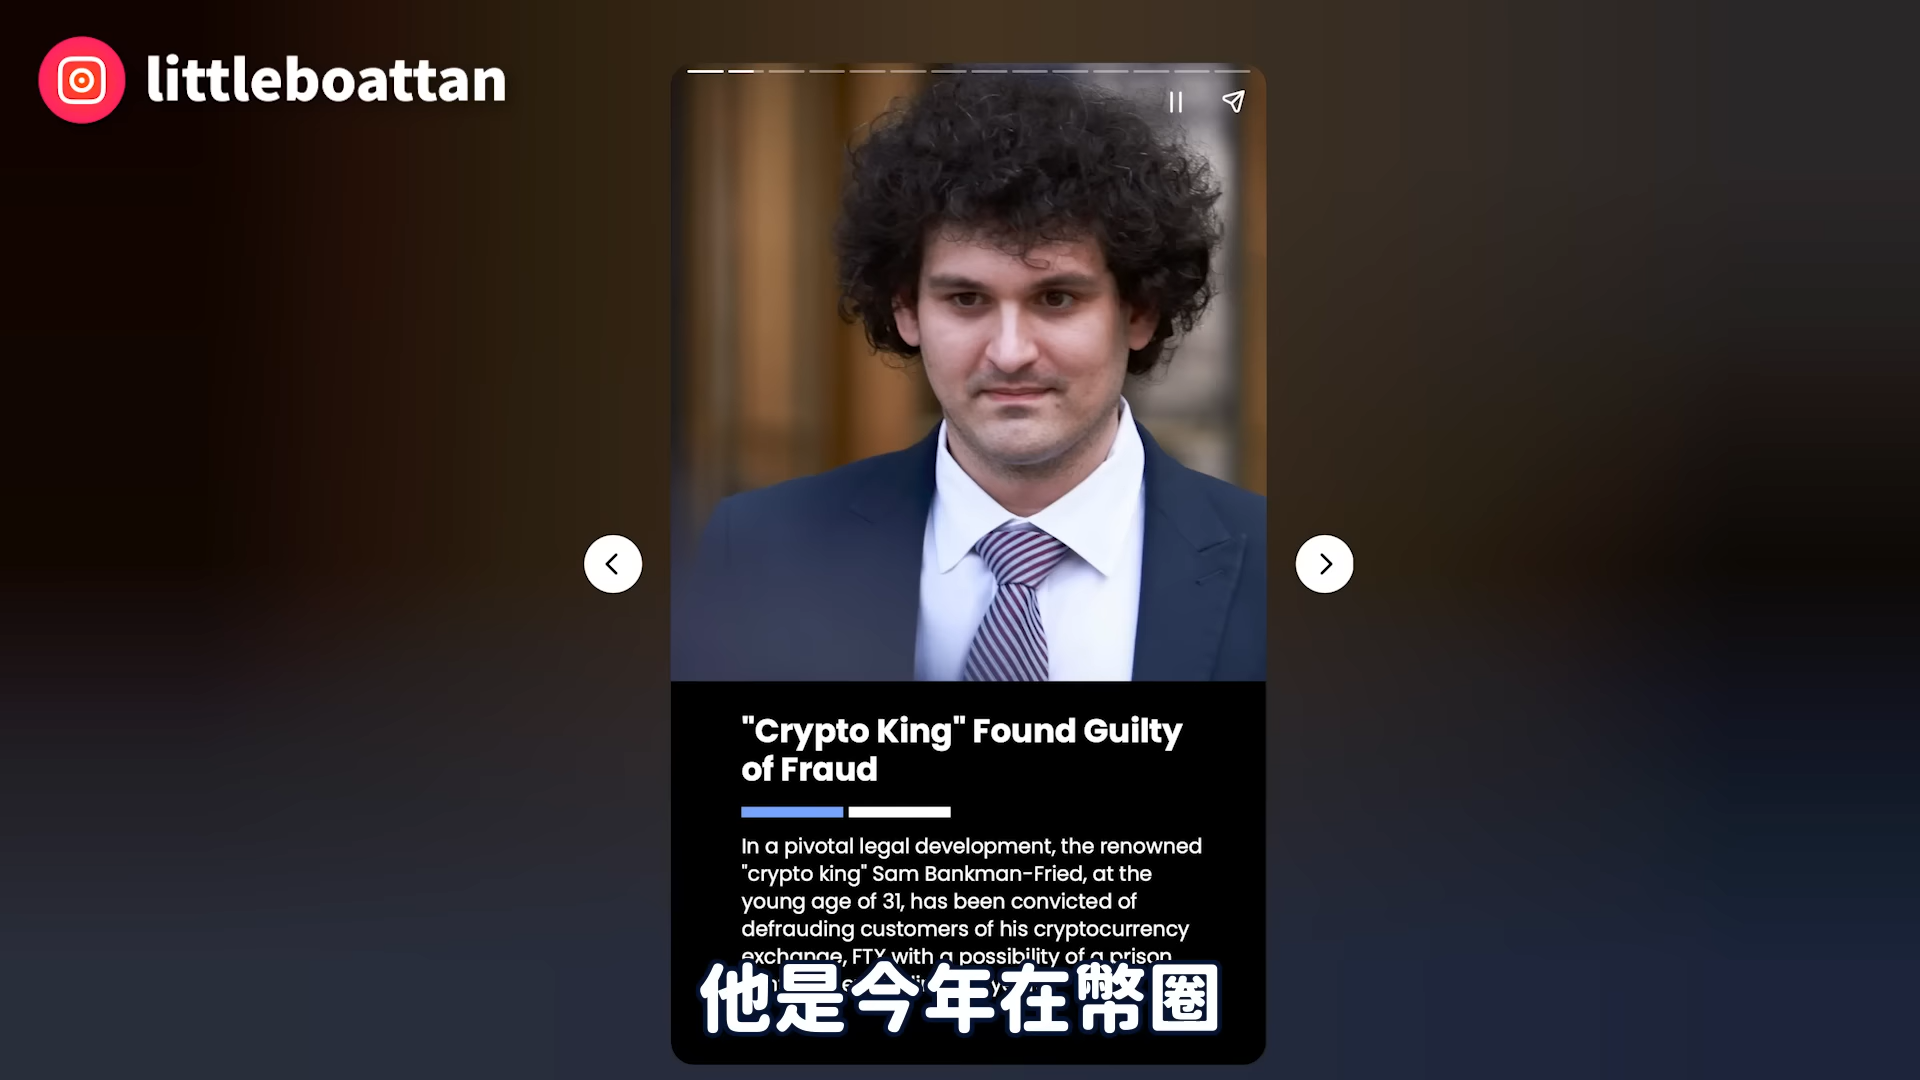 littleboattan
"Crypto King" Found Guilty
of Fraud
In a pivotal legal development, the renowned
"crypto king" Sam Bankman-Fried, at the
young age of 31, has been convicted of
defrauding customers of his cryptocurrency
exchange, FTX with a possibility of a prison
他是今年在幣圈